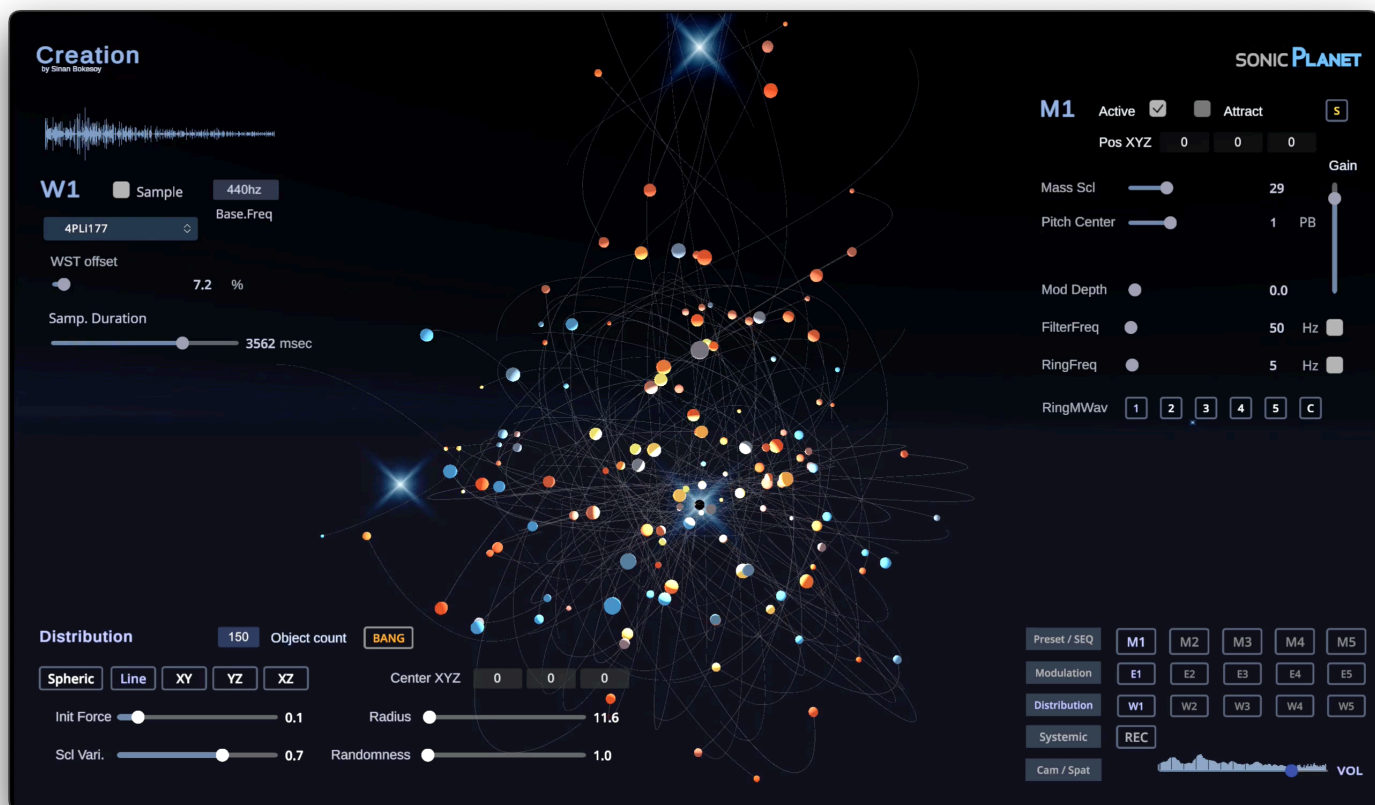 Creation
by Sinan Bokesoy
SONIC PLANET
W1
Sample
440hz
Base.Freq
4PLi177
WST offset
7.2 %
Samp. Duration
3562 msec
M1 Active Attract S
Pos XYZ 0 0 0
Gain
Mass Scl 29
Pitch Center 1 PB
Mod Depth 0.0
FilterFreq 50 Hz
RingFreq 5 Hz
RingMWav 1 2 3 4 5 C
Distribution 150 Object count BANG
Spheric Line XY YZ XZ Center XYZ 0 0 0
Init Force 0.1 Radius 11.6
Scl Vari. 0.7 Randomness 1.0
Preset / SEQ M1 M2 M3 M4 M5
Modulation E1 E2 E3 E4 E5
Distribution W1 W2 W3 W4 W5
Systemic REC
Cam / Spat VOL